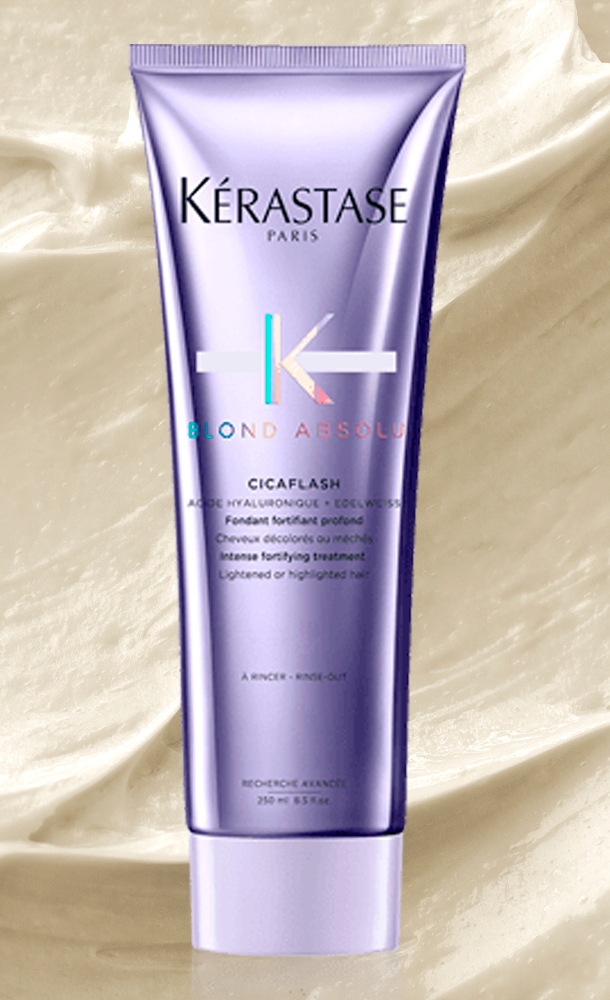 KÉRASTASE
PARIS
K
BLOND ABSOLU
CICAFLASH
ACIDE HYALURONIQUE + EDELWEISS
Fondant fortifiant profond
Cheveux décolorés ou méchés
Intense fortifying treatment
Lightened or highlighted hair
À RINCER - RINSE-OUT
RECHERCHE AVANCÉE
250 ml 8.5 fl.oz.